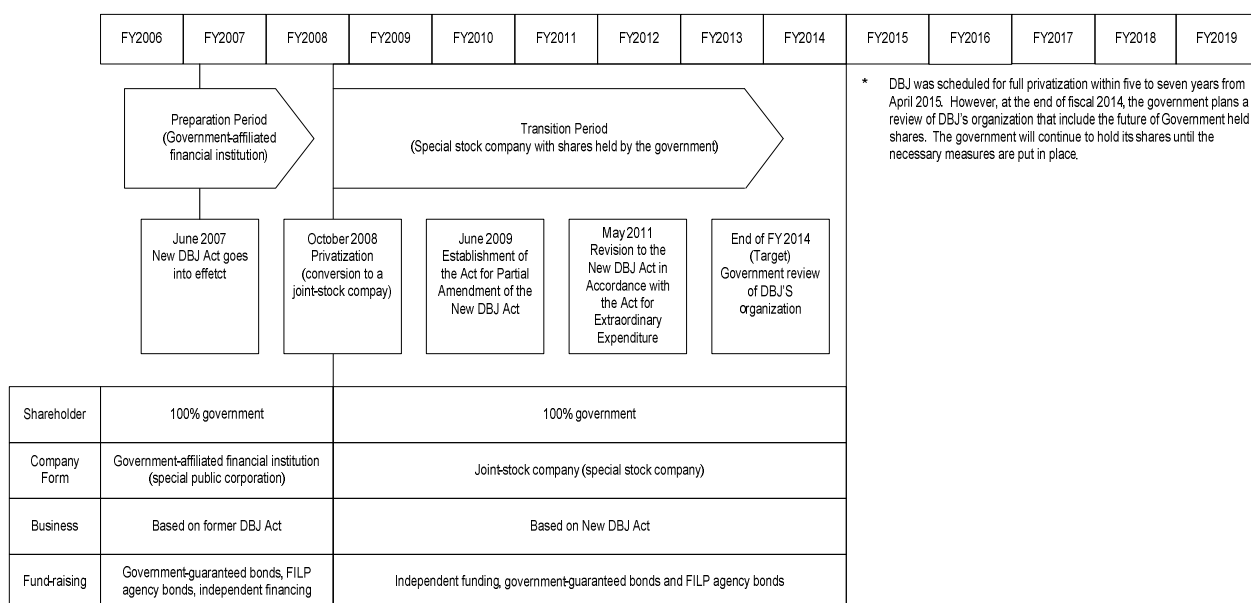 FY2006 FY2007 FY2008 FY2009 FY2010 FY2011 FY2012 FY2013 FY2014 FY2015 FY2016 FY2017 FY2018 FY2019
Preparation Period
(Government-affiliated
financial institution)
Transition Period
(Special stock company with shares held by the government)
* DBJ was scheduled for full privatization within five to seven years from
April 2015. However, at the end of fiscal 2014, the government plans a
review of DBJ's organization that include the future of Government held
shares. The government will continue to hold its shares until the
necessary measures are put in place.
June 2007
New DBJ Act goes
into effetct
October 2008
Privatization
(conversion to a
joint-stock compay)
June 2009
Establishment of
the Act for Partial
Amendment of the
New DBJ Act
May 2011
Revision to the
New DBJ Act in
Accordance with
the Act for
Extraordinary
Expenditure
End of FY2014
(Target)
Government review
of DBJ'S
organization
Shareholder 100% government 100% government
Company
Form
Government-affiliated financial institution
(special public corporation)
Joint-stock company (special stock company)
Business Based on former DBJ Act Based on New DBJ Act
Fund-raising
Government-guaranteed bonds, FILP
agency bonds, independent financing
Independent funding, government-guaranteed bonds and FILP agency bonds